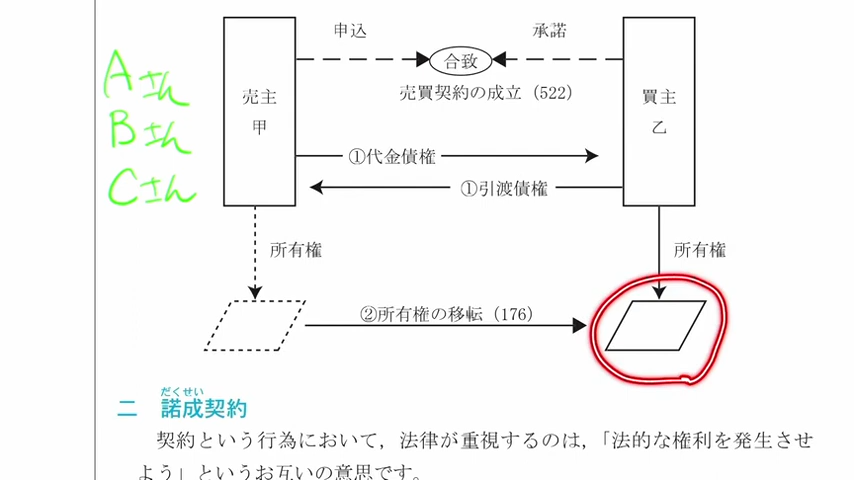 申込
承諾
合致
売買契約の成立（522）
Aさん
Bさん
Cさん
売主
甲
買主
乙
①代金債権
①引渡債権
所有権
所有権
②所有権の移転（176）
だくせい
二 諾成契約
契約という行為において，法律が重視するのは，「法的な権利を発生させ
よう」というお互いの意思です。